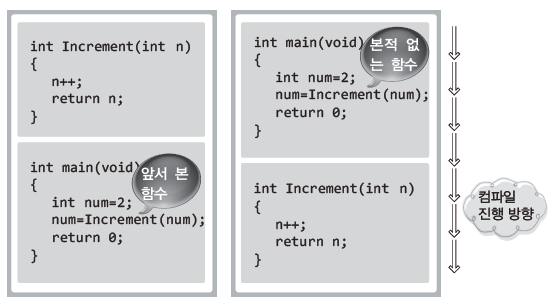 int Increment(int n)
{
n++;
return n;
}
int main(void)
{
int num=2;
num=Increment(num);
return 0;
}
앞서 본
함수
int main(void)
{
int num=2;
num=Increment(num);
return 0;
}
본적 없
는 함수
int Increment(int n)
{
n++;
return n;
}
컴파일
진행 방향